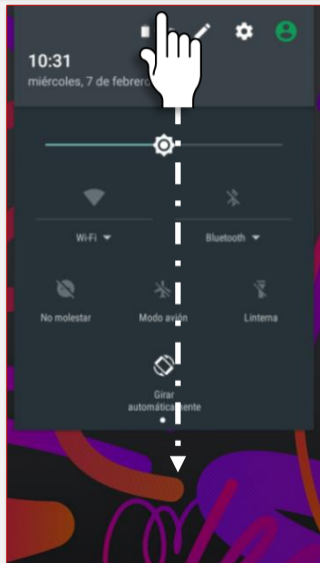 10:31
miércoles, 7 de febrero
Wi-Fi
Bluetooth
No molestar
Modo avión
Linterna
Girar
automáticamente